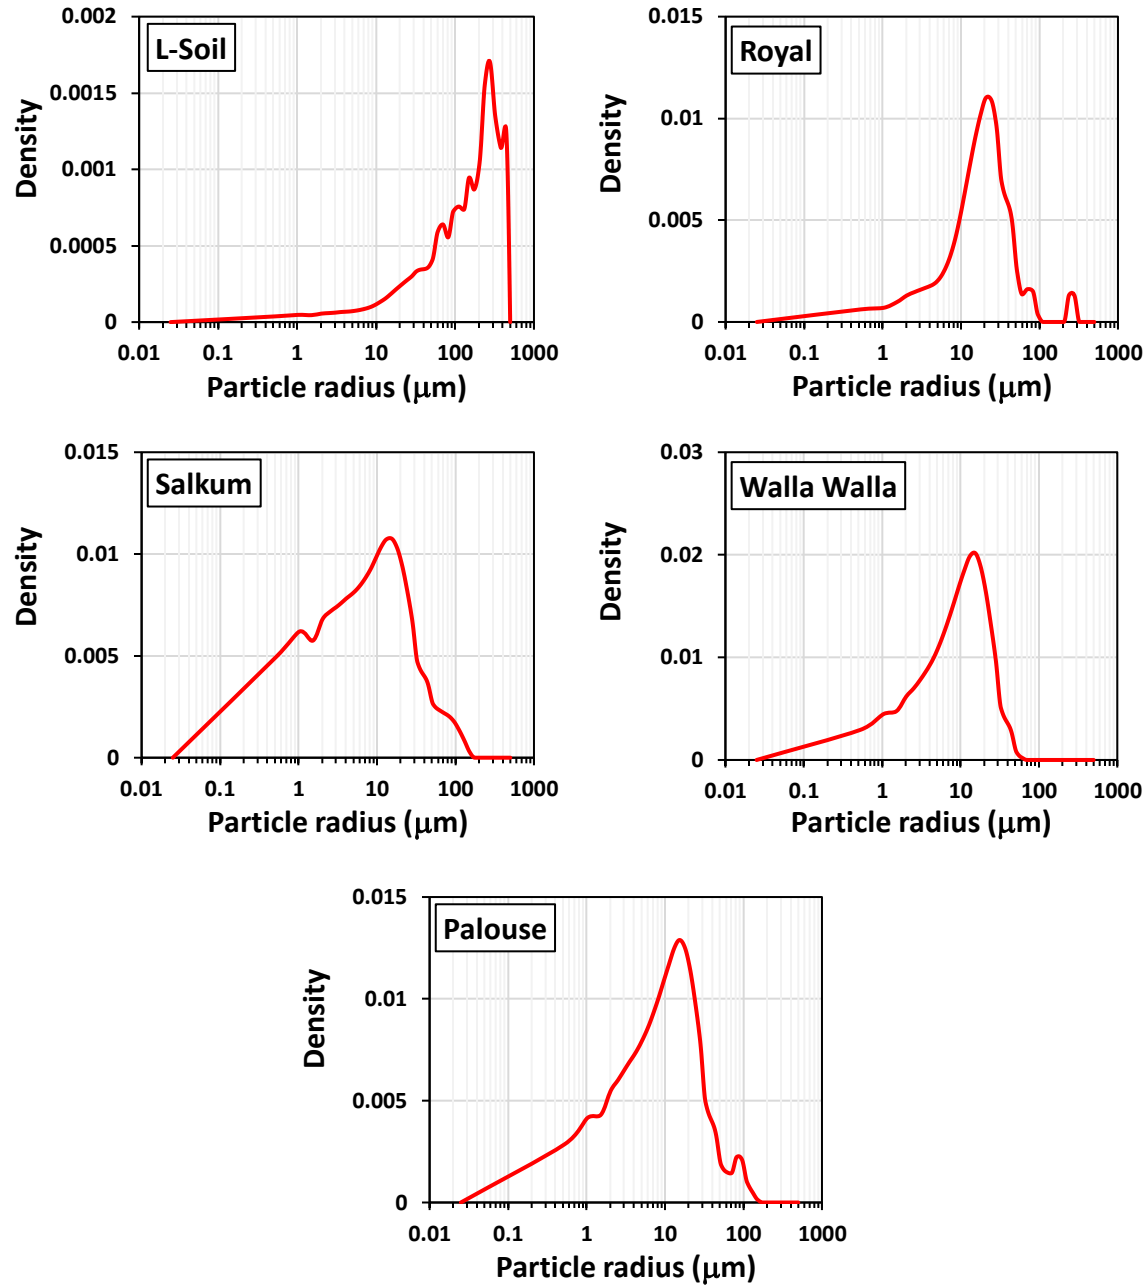 L-Soil
Density
0.002
0.0015
0.001
0.0005
0
0.01 0.1 1 10 100 1000
Particle radius (μm)
Royal
Density
0.015
0.01
0.005
0
0.01 0.1 1 10 100 1000
Particle radius (μm)
Salkum
Density
0.015
0.01
0.005
0
0.01 0.1 1 10 100 1000
Particle radius (μm)
Walla Walla
Density
0.03
0.02
0.01
0
0.01 0.1 1 10 100 1000
Particle radius (μm)
Palouse
Density
0.015
0.01
0.005
0
0.01 0.1 1 10 100 1000
Particle radius (μm)